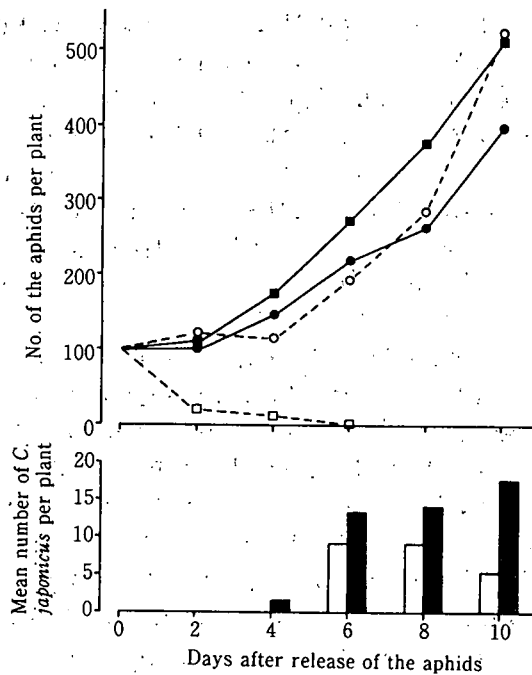 500
400
300
200
100
0
No. of the aphids per plant
20
15
10
5
0
Mean number of C.
japonicus per plant
0 2 4 6 8 10
Days after release of the aphids